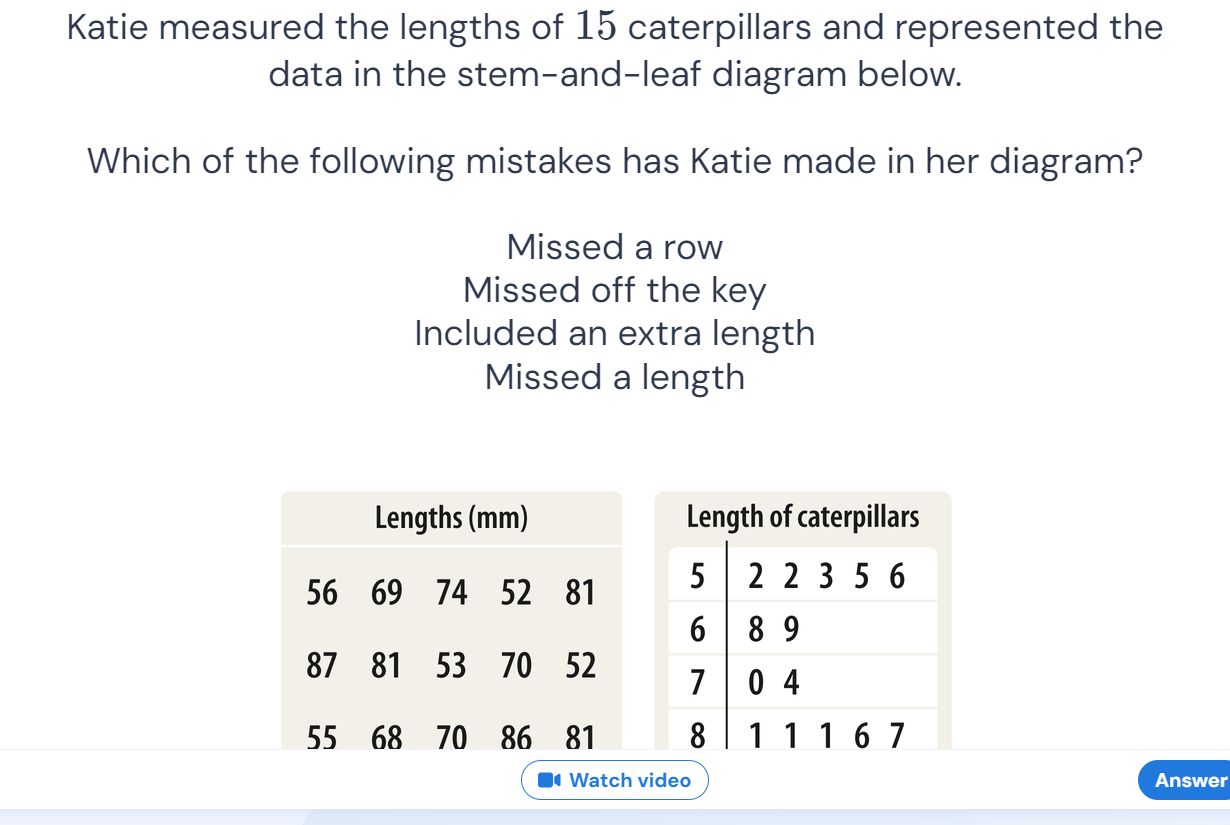 Katie measured the lengths of 15 caterpillars and represented the
data in the stem-and-leaf diagram below.
Which of the following mistakes has Katie made in her diagram?
Missed a row
Missed off the key
Included an extra length
Missed a length
Lengths (mm)
56 69 74 52 81
87 81 53 70 52
55 68 70 86 81
Length of caterpillars
5 2 2 3 5 6
6 8 9
7 0 4
8 1 1 1 6 7
Watch video
Answer